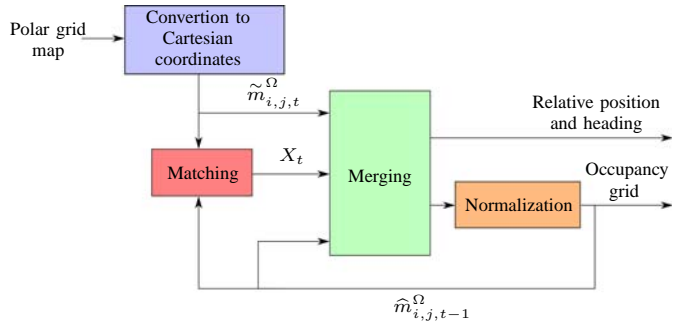 Polar grid
map
Convertion to
Cartesian
coordinates
m̃^Ω_{i,j,t}
Relative position
and heading
Matching
X_t
Merging
Normalization
Occupancy
grid
m̂^Ω_{i,j,t−1}